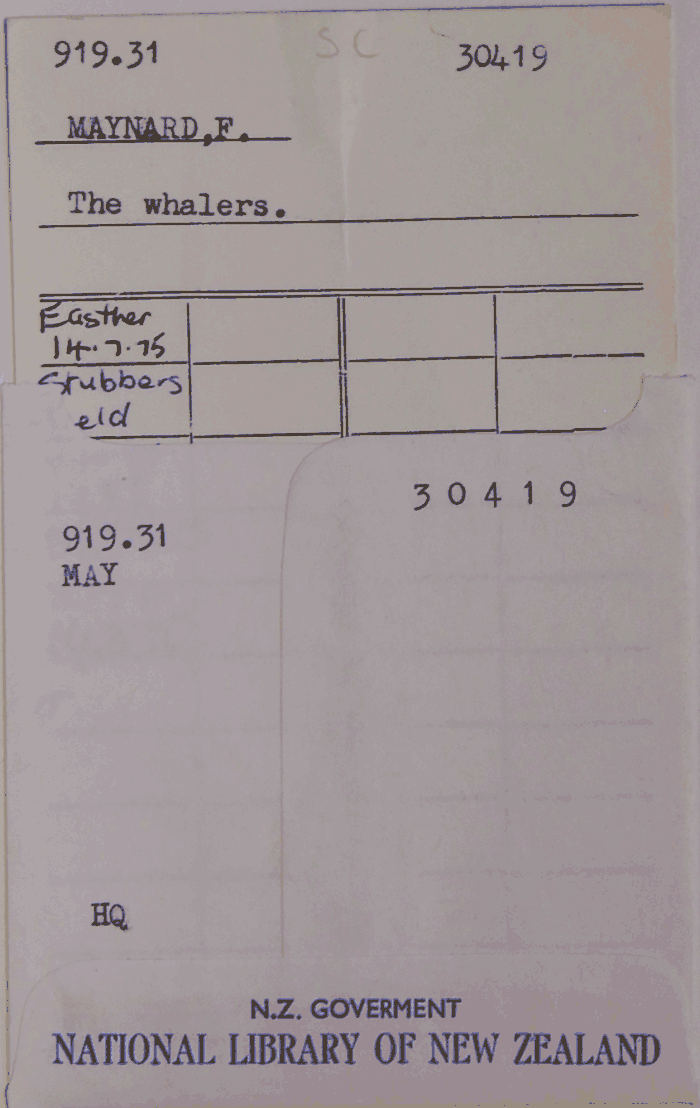 SC
919.31 30419
MAYNARD,F.
The whalers.
Easther
14.7.75
Stubbers
eld
30419
919.31
MAY
HQ
N.Z. GOVERMENT
NATIONAL LIBRARY OF NEW ZEALAND